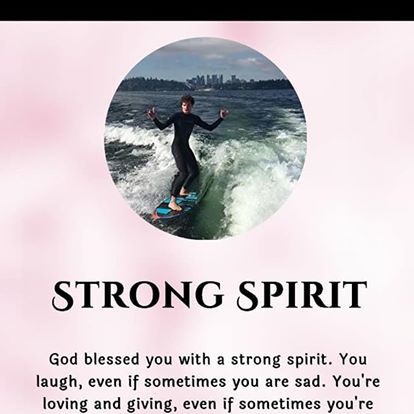 STRONG SPIRIT
God blessed you with a strong spirit. You
laugh, even if sometimes you are sad. You're
loving and giving, even if sometimes you're